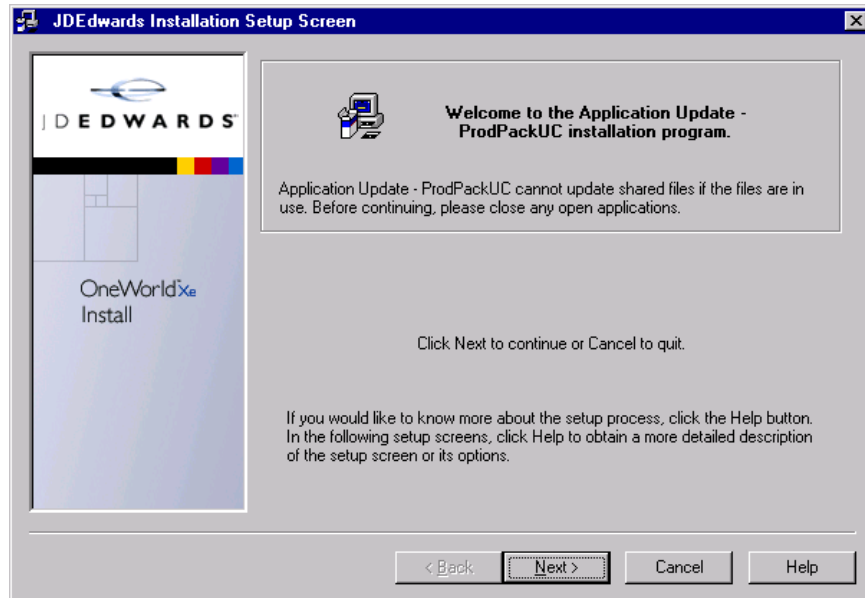 JDEdwards Installation Setup Screen
JDEDWARDS
Welcome to the Application Update -
ProdPackUC installation program.
Application Update - ProdPackUC cannot update shared files if the files are in
use. Before continuing, please close any open applications.
OneWorld Xe
Install
Click Next to continue or Cancel to quit.
If you would like to know more about the setup process, click the Help button.
In the following setup screens, click Help to obtain a more detailed description
of the setup screen or its options.
< Back
Next >
Cancel
Help